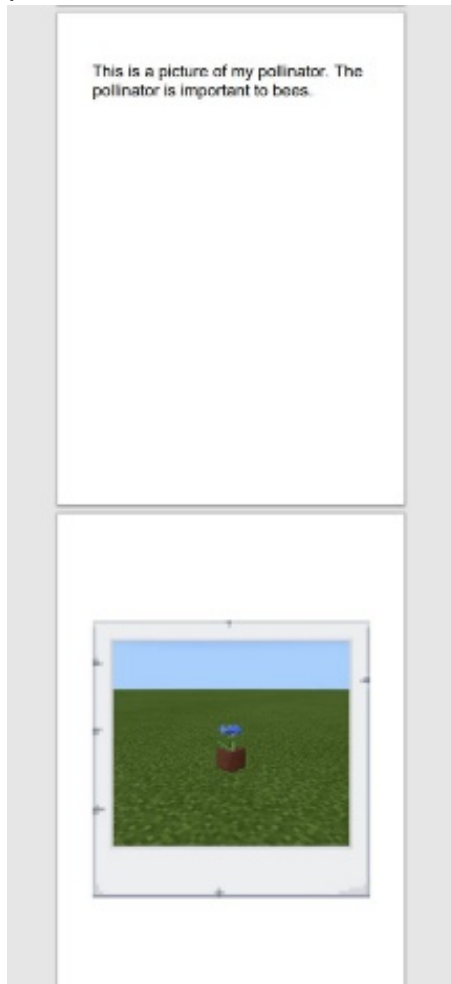 This is a picture of my pollinator. The
pollinator is important to bees.